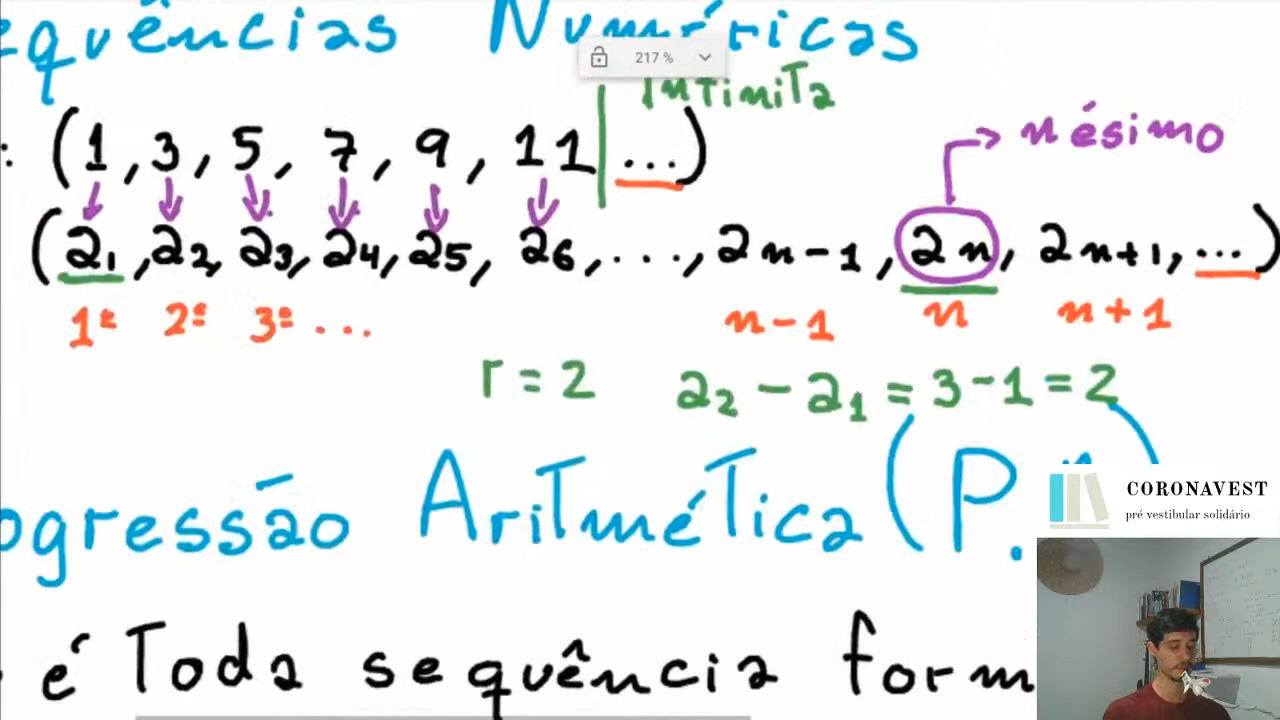 equências Numéricas
217 %
infinita
: (1, 3, 5, 7, 9, 11 ...)
nésimo
(a1, a2, a3, a4, a5, a6, ..., an-1, an, an+1, ...)
1º 2º 3º ... n-1 n n+1
r = 2 a2 - a1 = 3-1 = 2
ogressão Aritmética (P.
CORONAVEST
pré vestibular solidário
é Toda sequência form